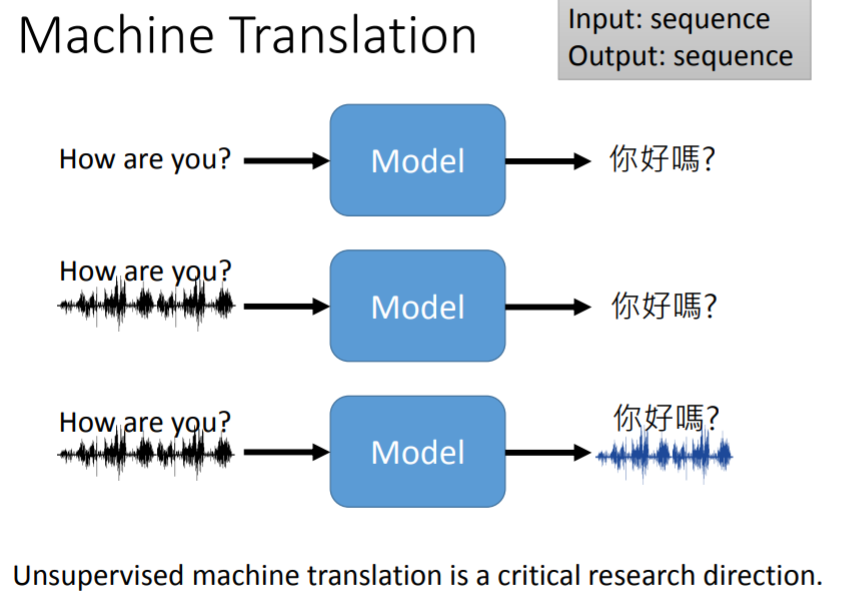 Machine Translation
Input: sequence
Output: sequence
How are you?
Model
你好嗎?
How are you?
Model
你好嗎?
How are you?
Model
你好嗎?
Unsupervised machine translation is a critical research direction.